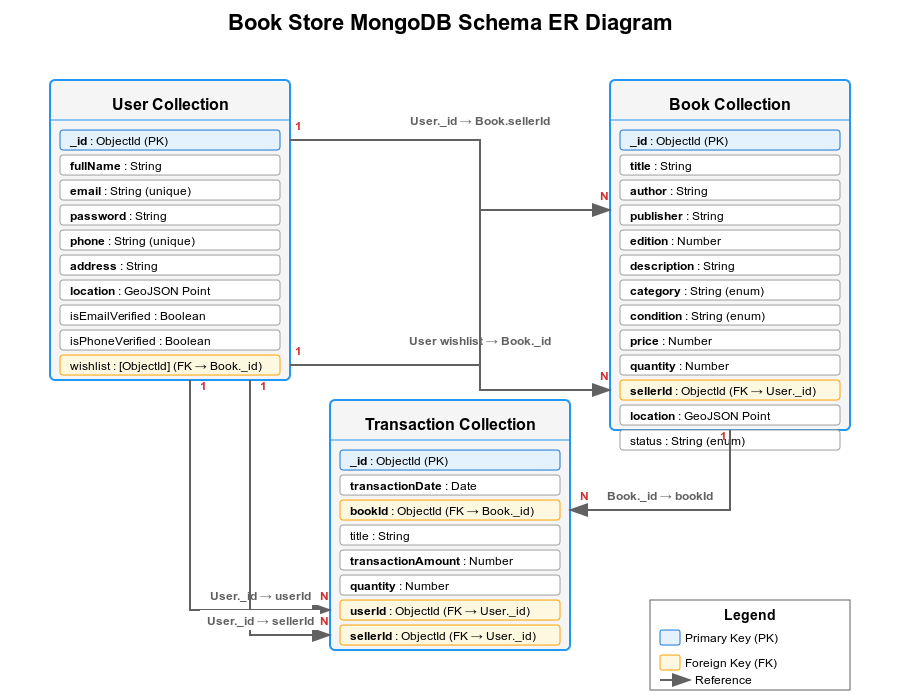 Book Store MongoDB Schema ER Diagram
User Collection
_id : ObjectId (PK)
fullName : String
email : String (unique)
password : String
phone : String (unique)
address : String
location : GeoJSON Point
isEmailVerified : Boolean
isPhoneVerified : Boolean
wishlist : [ObjectId] (FK → Book._id)
1
User._id → Book.sellerId
N
1
User wishlist → Book._id
N
Book Collection
_id : ObjectId (PK)
title : String
author : String
publisher : String
edition : Number
description : String
category : String (enum)
condition : String (enum)
price : Number
quantity : Number
sellerId : ObjectId (FK → User._id)
location : GeoJSON Point
status : String (enum)
1
1
1
Transaction Collection
_id : ObjectId (PK)
transactionDate : Date
bookId : ObjectId (FK → Book._id)
title : String
transactionAmount : Number
quantity : Number
userId : ObjectId (FK → User._id)
sellerId : ObjectId (FK → User._id)
N
Book._id → bookId
User._id → userId
N
User._id → sellerId
N
Legend
Primary Key (PK)
Foreign Key (FK)
Reference